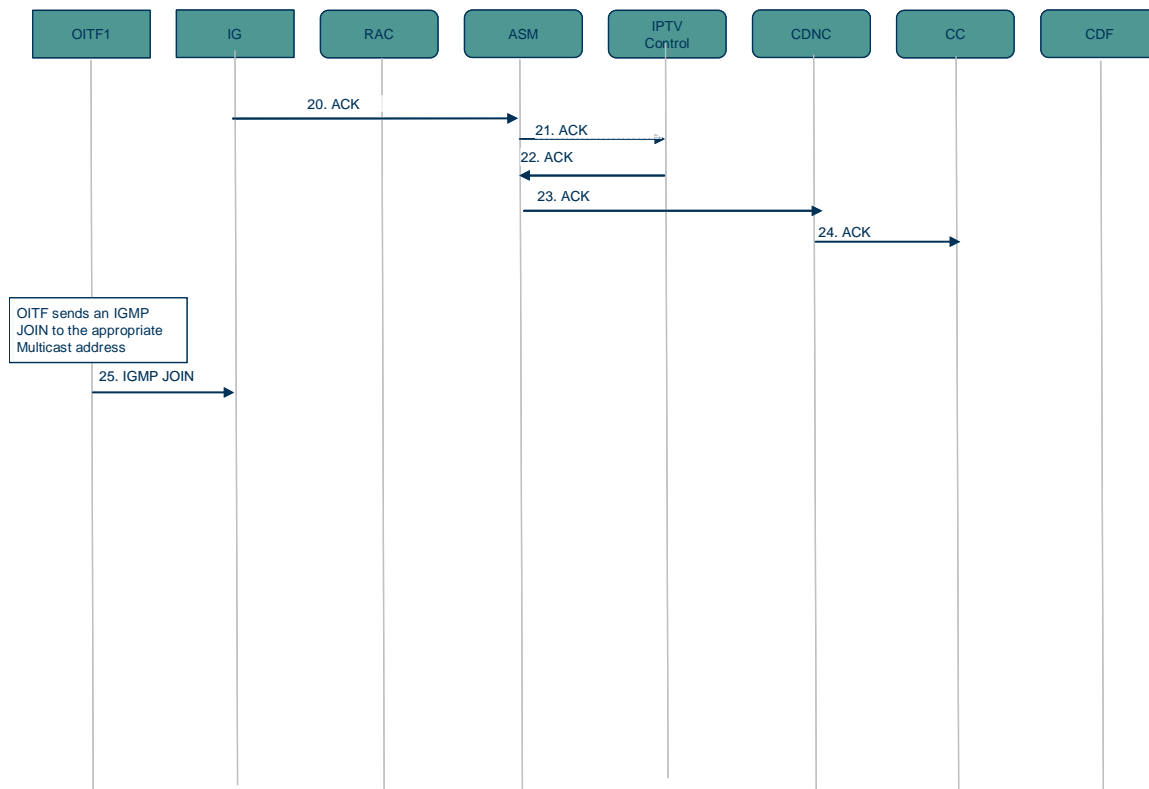 OITF1
IG
RAC
ASM
IPTV
Control
CDNC
CC
CDF
20. ACK
21. ACK
22. ACK
23. ACK
24. ACK
OITF sends an IGMP
JOIN to the appropriate
Multicast address
25. IGMP JOIN